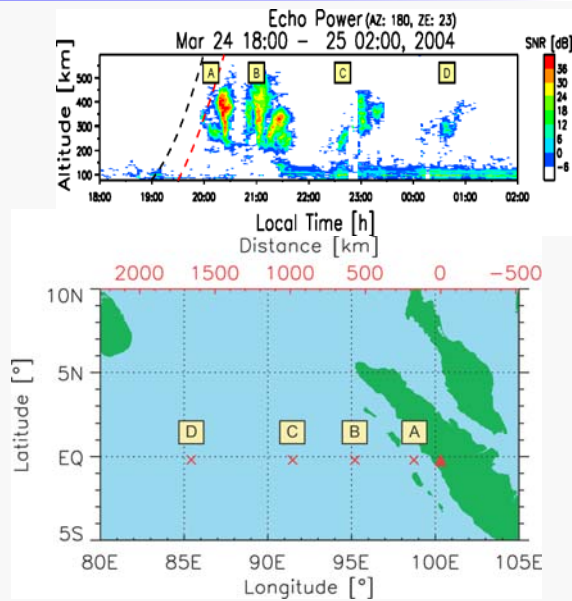 Echo Power (AZ: 180, ZE: 23)
Mar 24 18:00 - 25 02:00, 2004
SNR [dB]
Altitude [km]
500
400
300
200
100
A
B
C
D
36
30
24
18
12
6
0
-6
18:00 19:00 20:00 21:00 22:00 23:00 00:00 01:00 02:00
Local Time [h]
Distance [km]
2000 1500 1000 500 0 -500
Latitude [°]
10N
5N
EQ
5S
D
C
B
A
80E 85E 90E 95E 100E 105E
Longitude [°]